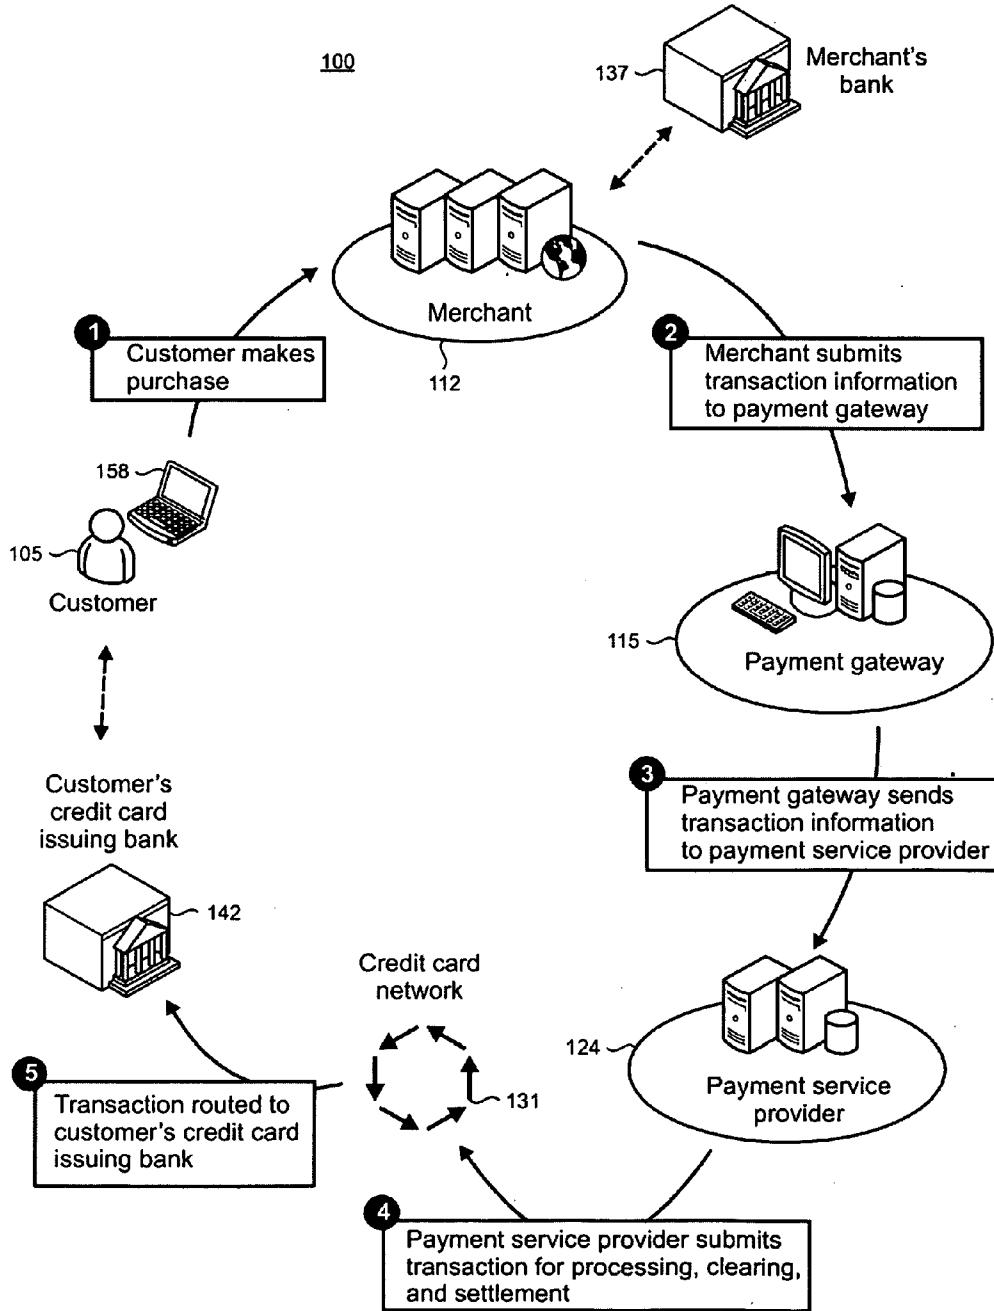 100
137
Merchant's
bank
Merchant
112
1
Customer makes
purchase
2
Merchant submits
transaction information
to payment gateway
158
105
Customer
115
Payment gateway
3
Payment gateway sends
transaction information
to payment service provider
Customer's
credit card
issuing bank
142
Credit card
network
131
124
Payment service
provider
5
Transaction routed to
customer's credit card
issuing bank
4
Payment service provider submits
transaction for processing, clearing,
and settlement